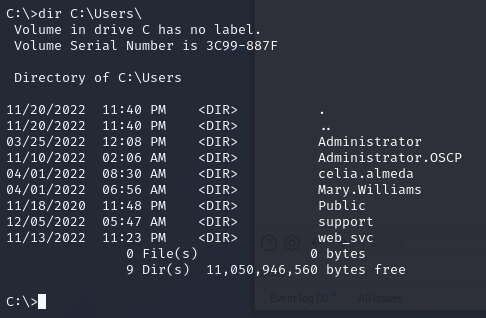 C:\>dir C:\Users\
Volume in drive C has no label.
Volume Serial Number is 3C99-887F
Directory of C:\Users
11/20/2022  11:40 PM    <DIR>          .
11/20/2022  11:40 PM    <DIR>          ..
03/25/2022  12:08 PM    <DIR>          Administrator
11/10/2022  02:06 AM    <DIR>          Administrator.OSCP
04/01/2022  08:30 AM    <DIR>          celia.almeda
04/01/2022  06:56 AM    <DIR>          Mary.Williams
11/18/2020  11:48 PM    <DIR>          Public
12/05/2022  05:47 AM    <DIR>          support
11/13/2022  11:23 PM    <DIR>          web_svc
0 File(s)              0 bytes
9 Dir(s)  11,050,946,560 bytes free
Event log (3)    All issues
C:\>